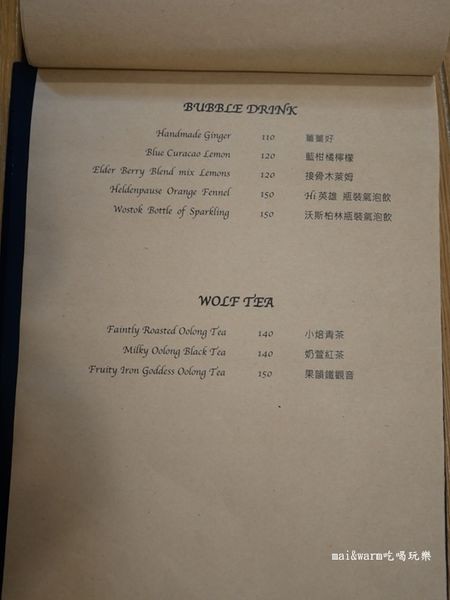 BUBBLE DRINK
Handmade Ginger 110 薑薑好
Blue Curacao Lemon 120 藍柑橘檸檬
Elder Berry Blend mix Lemons 120 接骨木萊姆
Heldenpause Orange Fennel 150 Hi英雄 瓶裝氣泡飲
Wostok Bottle of Sparkling 150 沃斯柏林瓶裝氣泡飲
WOLF TEA
Faintly Roasted Oolong Tea 140 小焙青茶
Milky Oolong Black Tea 140 奶萱紅茶
Fruity Iron Goddess Oolong Tea 150 果韻鐵觀音
mai&warm吃喝玩樂